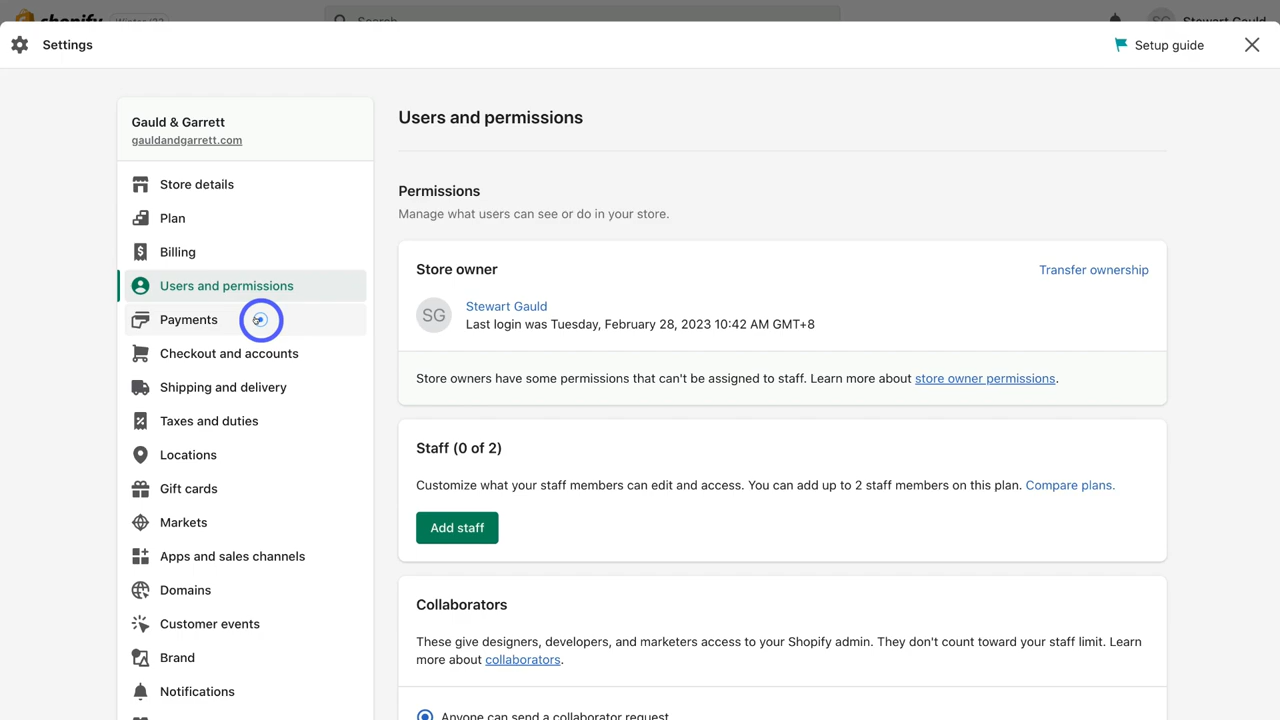 shopify Winter '23 Search SG Stewart Gauld
Settings
Setup guide
Gauld & Garrett
gauldandgarrett.com
Store details
Plan
Billing
Users and permissions
Payments
Checkout and accounts
Shipping and delivery
Taxes and duties
Locations
Gift cards
Markets
Apps and sales channels
Domains
Customer events
Brand
Notifications
Users and permissions
Permissions
Manage what users can see or do in your store.
Store owner
Transfer ownership
SG
Stewart Gauld
Last login was Tuesday, February 28, 2023 10:42 AM GMT+8
Store owners have some permissions that can't be assigned to staff. Learn more about store owner permissions.
Staff (0 of 2)
Customize what your staff members can edit and access. You can add up to 2 staff members on this plan. Compare plans.
Add staff
Collaborators
These give designers, developers, and marketers access to your Shopify admin. They don't count toward your staff limit. Learn
more about collaborators.
Anyone can send a collaborator request